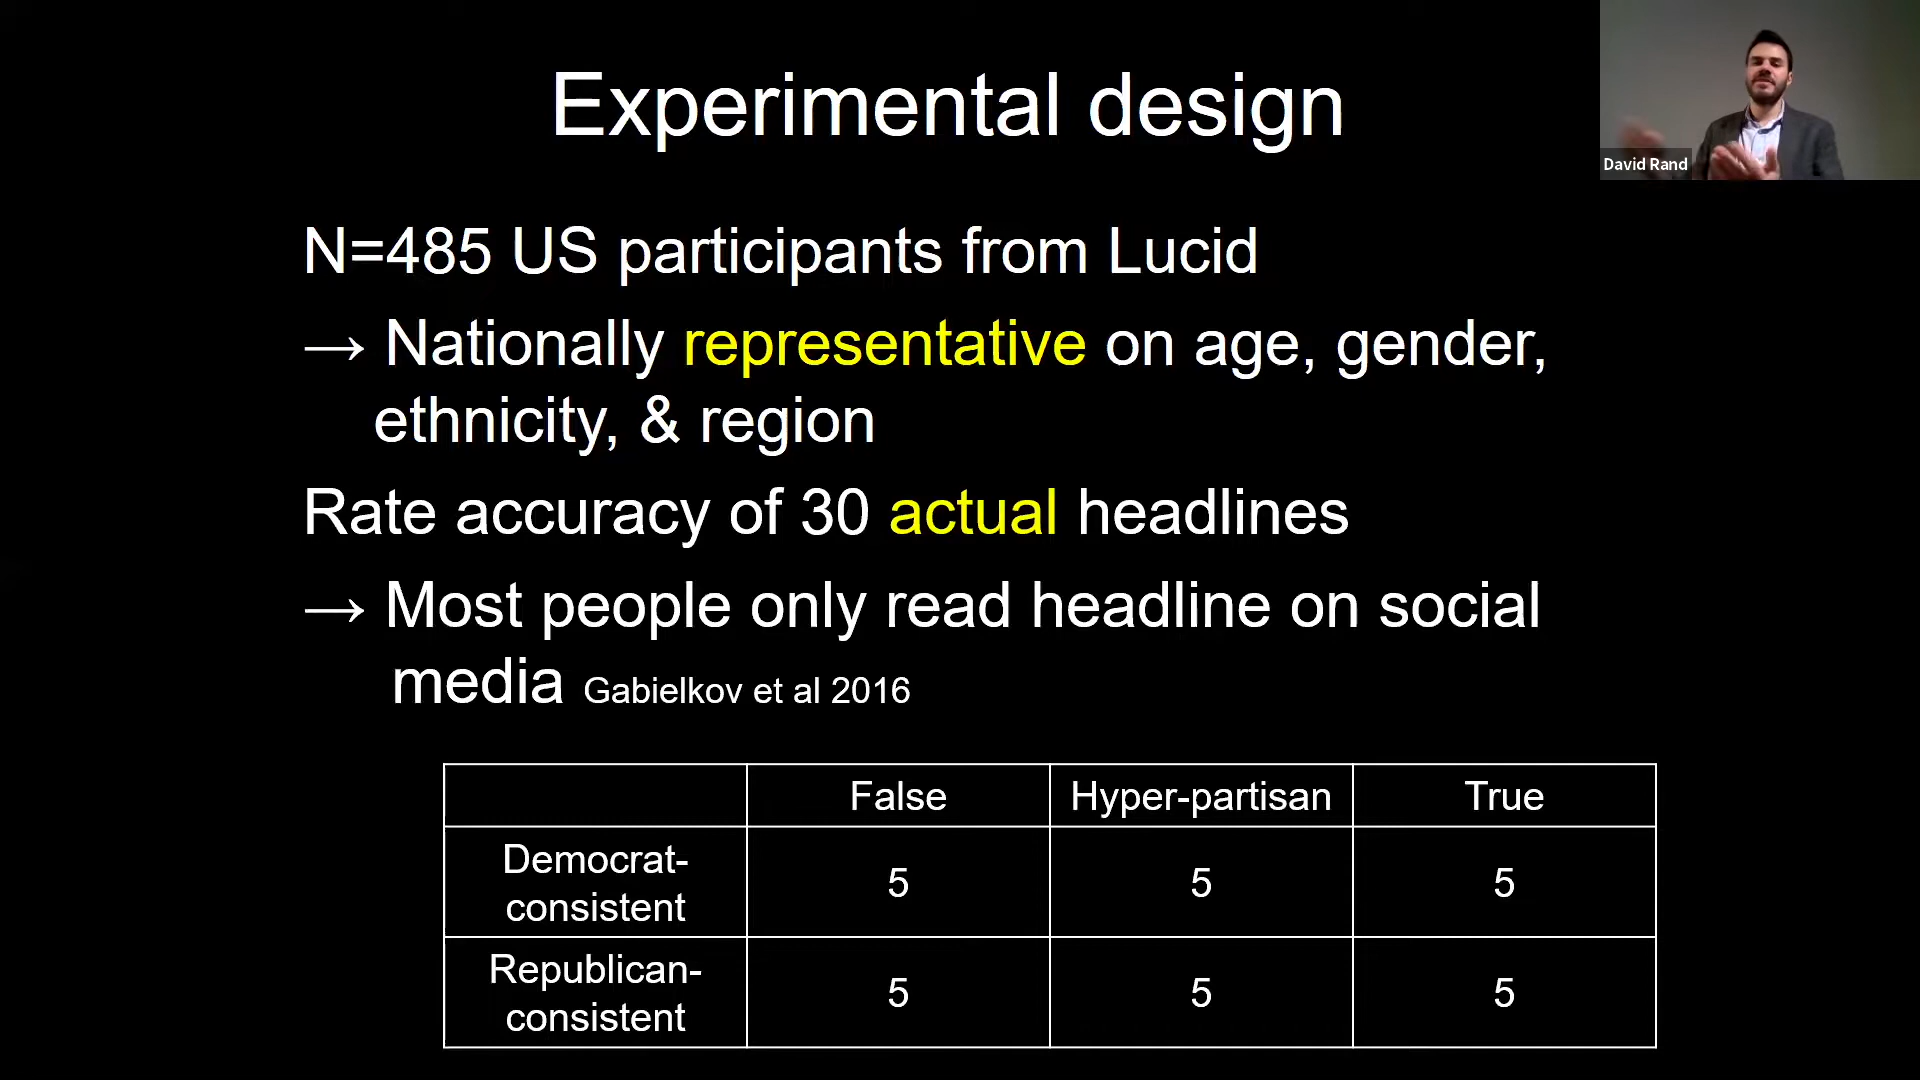 Experimental design
David Rand
N=485 US participants from Lucid
→ Nationally representative on age, gender,
ethnicity, & region
Rate accuracy of 30 actual headlines
→ Most people only read headline on social
media Gabielkov et al 2016
False Hyper-partisan True
Democrat-
consistent
5 5 5
Republican-
consistent
5 5 5